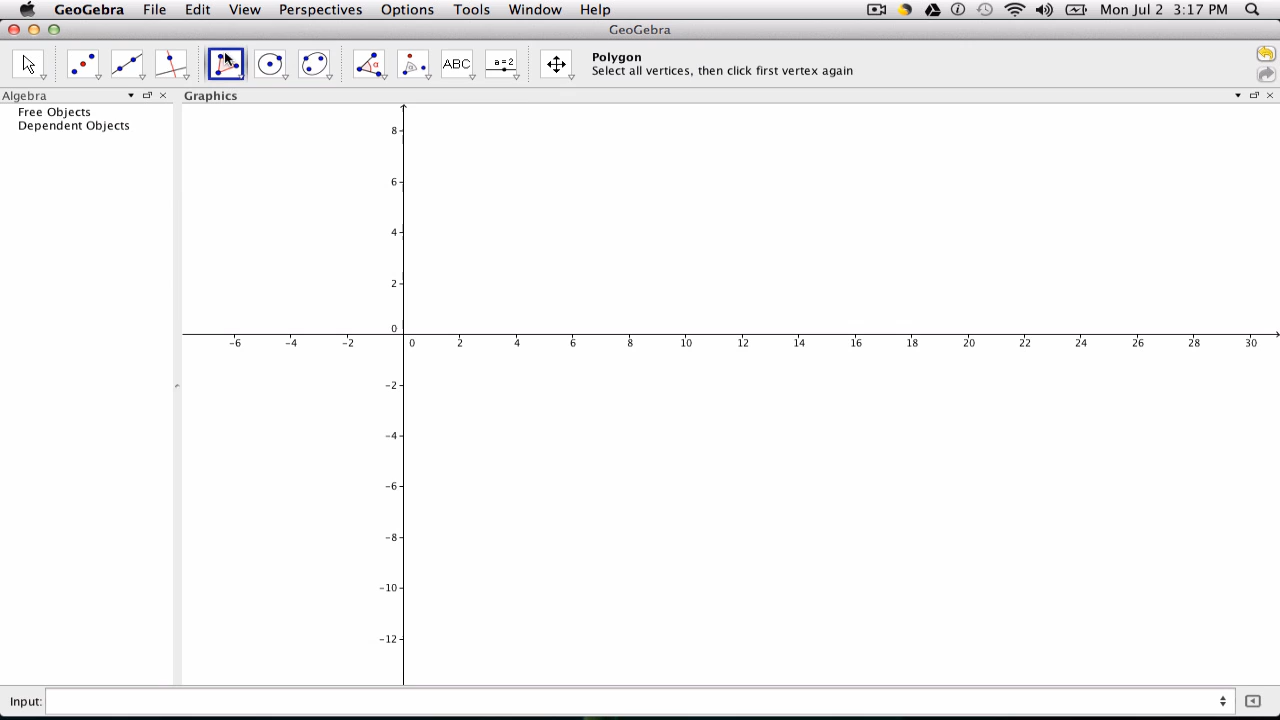 GeoGebra File Edit View Perspectives Options Tools Window Help Mon Jul 2 3:17 PM
GeoGebra
ABC a=2 α
Polygon
Select all vertices, then click first vertex again
Algebra Graphics
Free Objects
Dependent Objects
8
6
4
2
0
-6 -4 -2 0 2 4 6 8 10 12 14 16 18 20 22 24 26 28 30
-2
-4
-6
-8
-10
-12
Input: